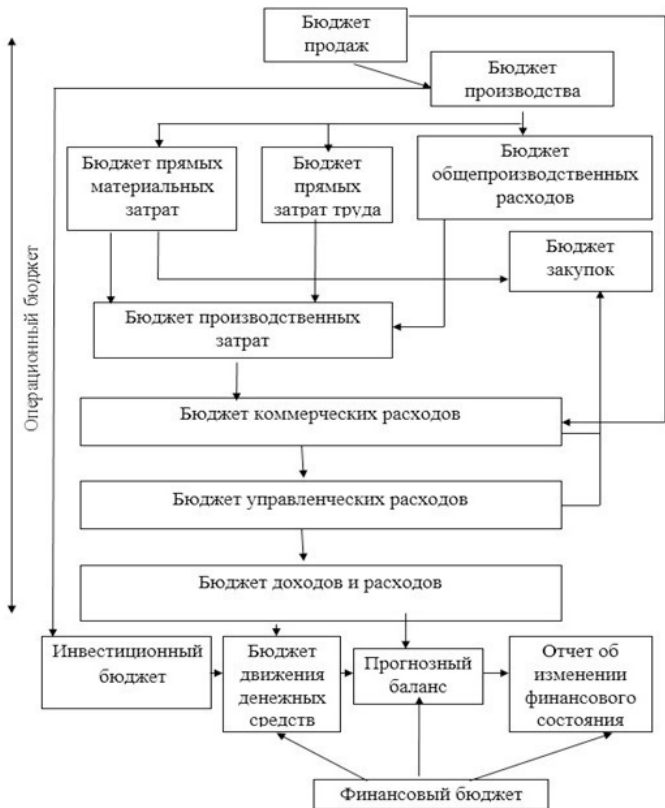 Бюджет
продаж
Бюджет
производства
Бюджет прямых
материальных
затрат
Бюджет
прямых
затрат труда
Бюджет
общепроизводственных
расходов
Бюджет
закупок
Операционный бюджет
Бюджет производственных
затрат
Бюджет коммерческих расходов
Бюджет управленческих расходов
Бюджет доходов и расходов
Инвестиционный
бюджет
Бюджет
движения
денежных
средств
Прогнозный
баланс
Отчет об
изменении
финансового
состояния
Финансовый бюджет